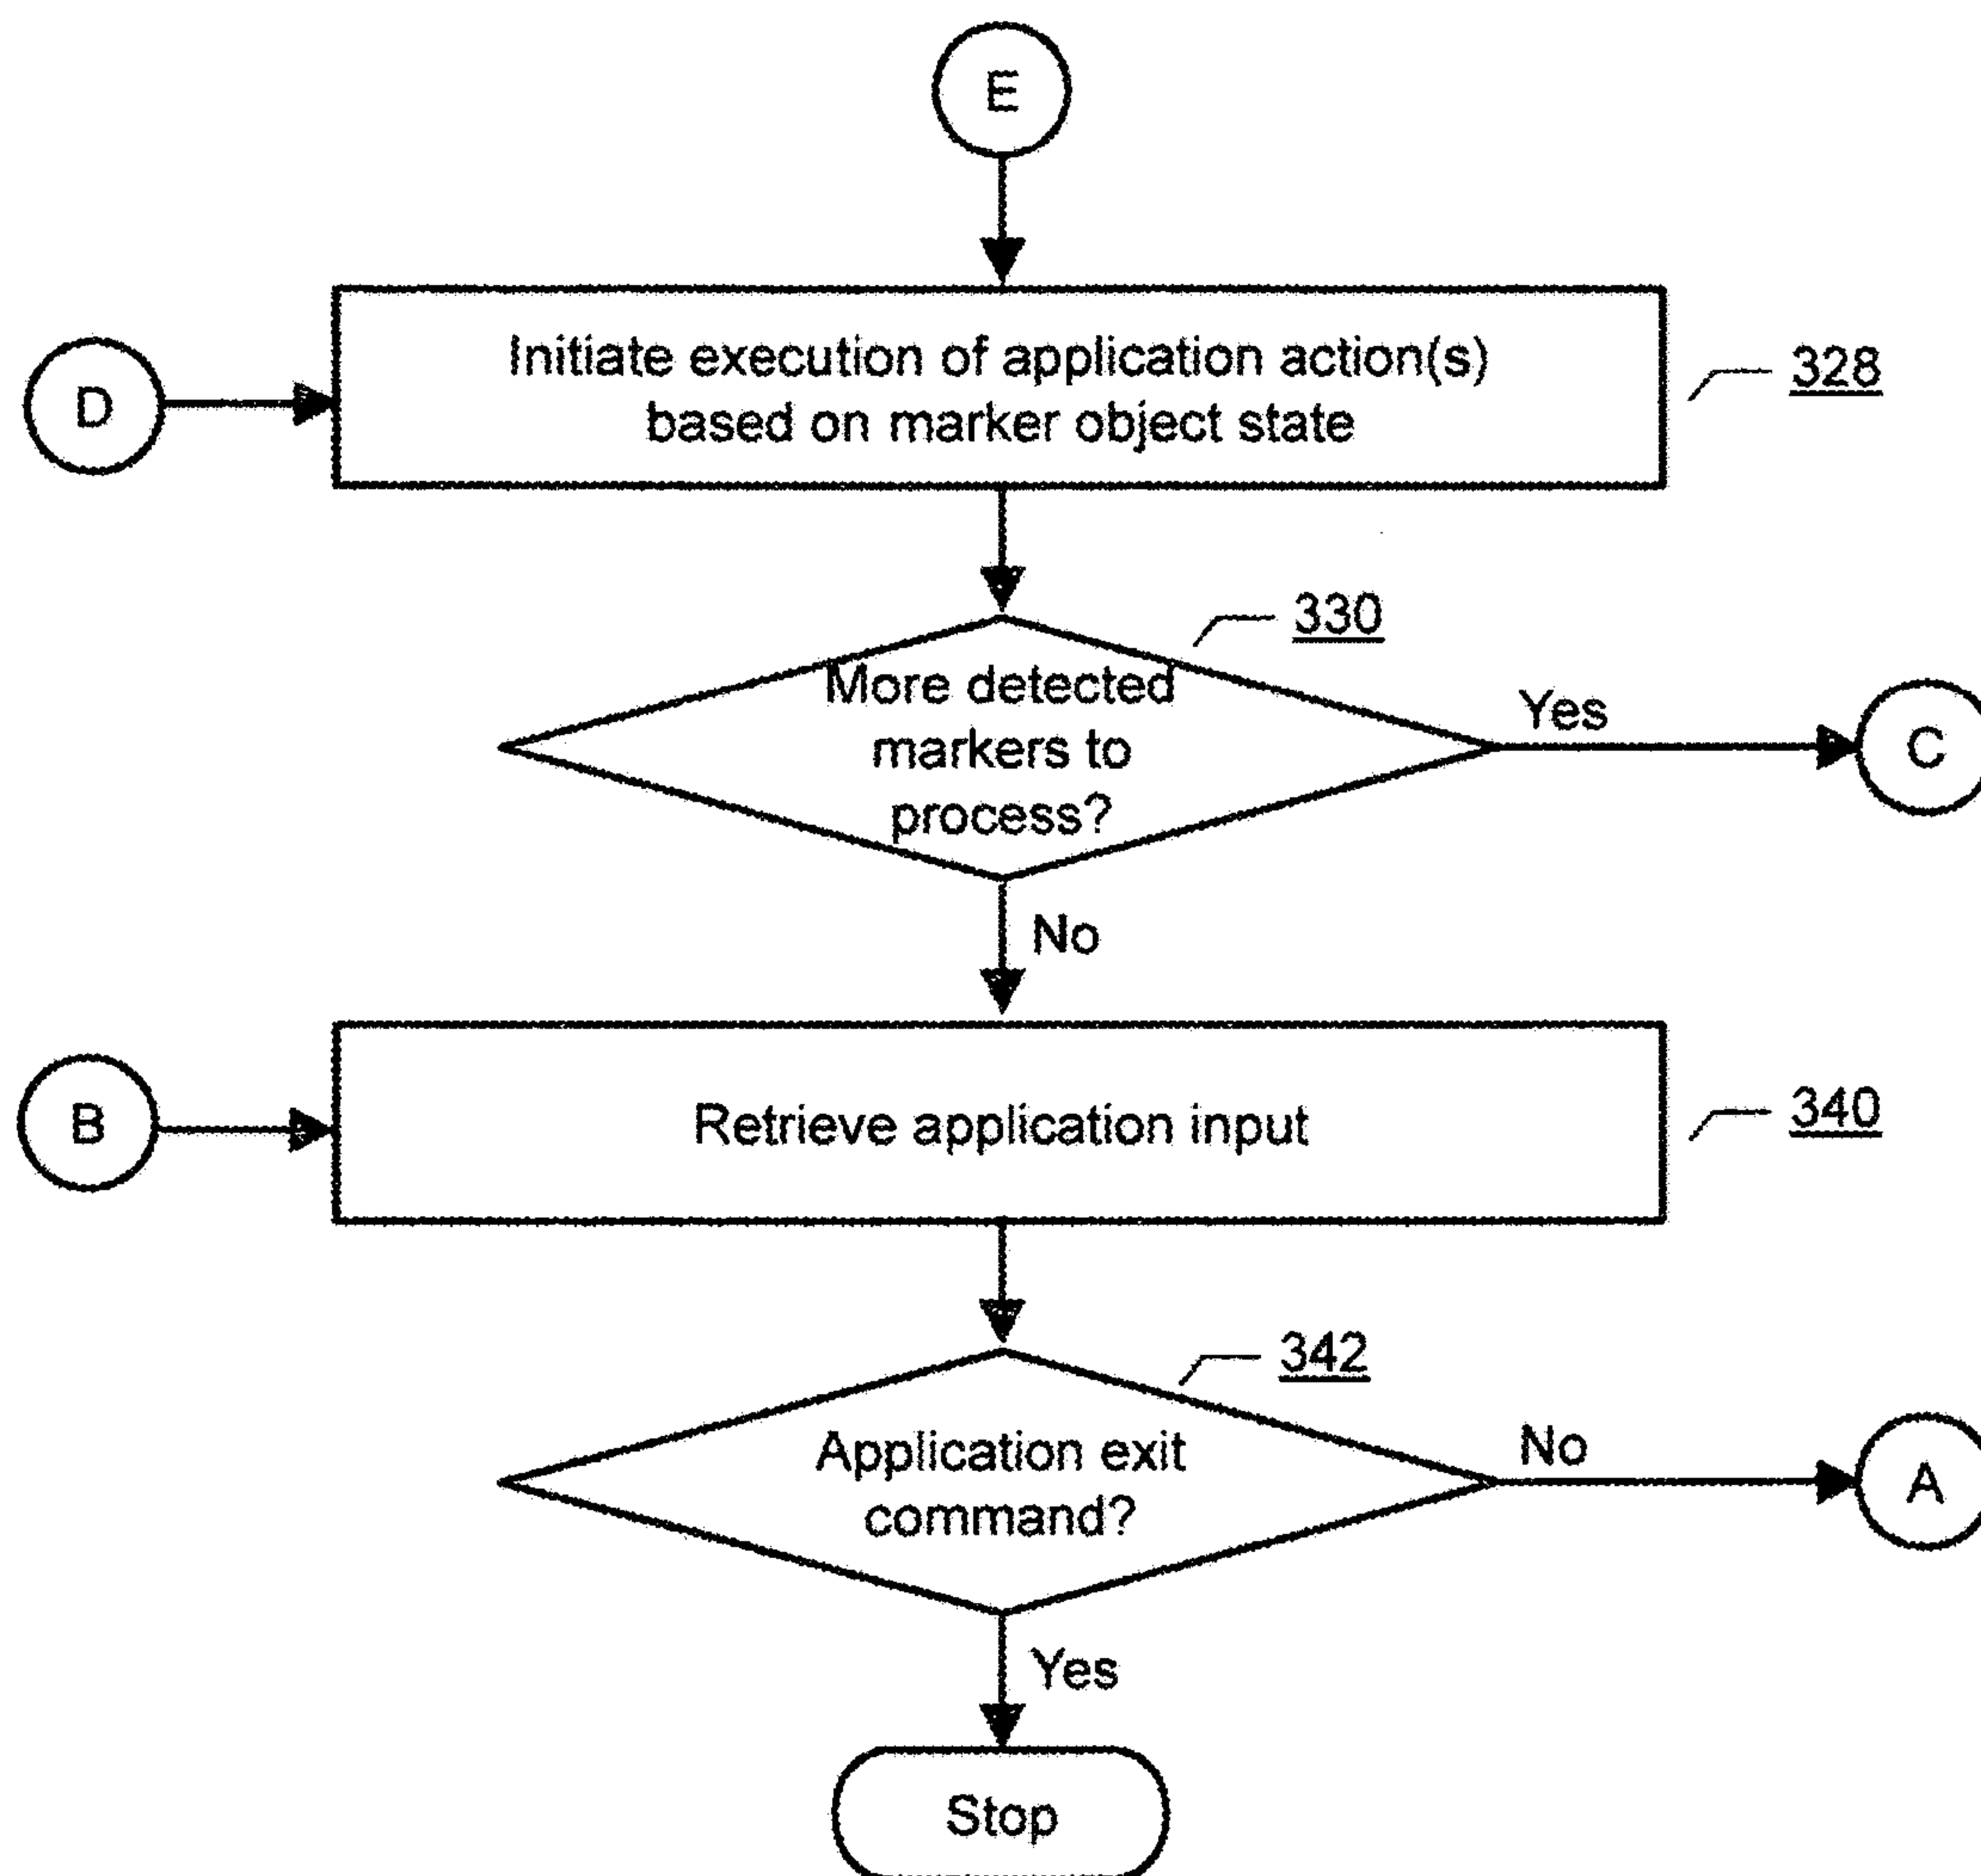 E
Initiate execution of application action(s)
based on marker object state
328
D
330
More detected
markers to
process?
Yes
C
No
Retrieve application input
340
B
342
Application exit
command?
No
A
Yes
Stop